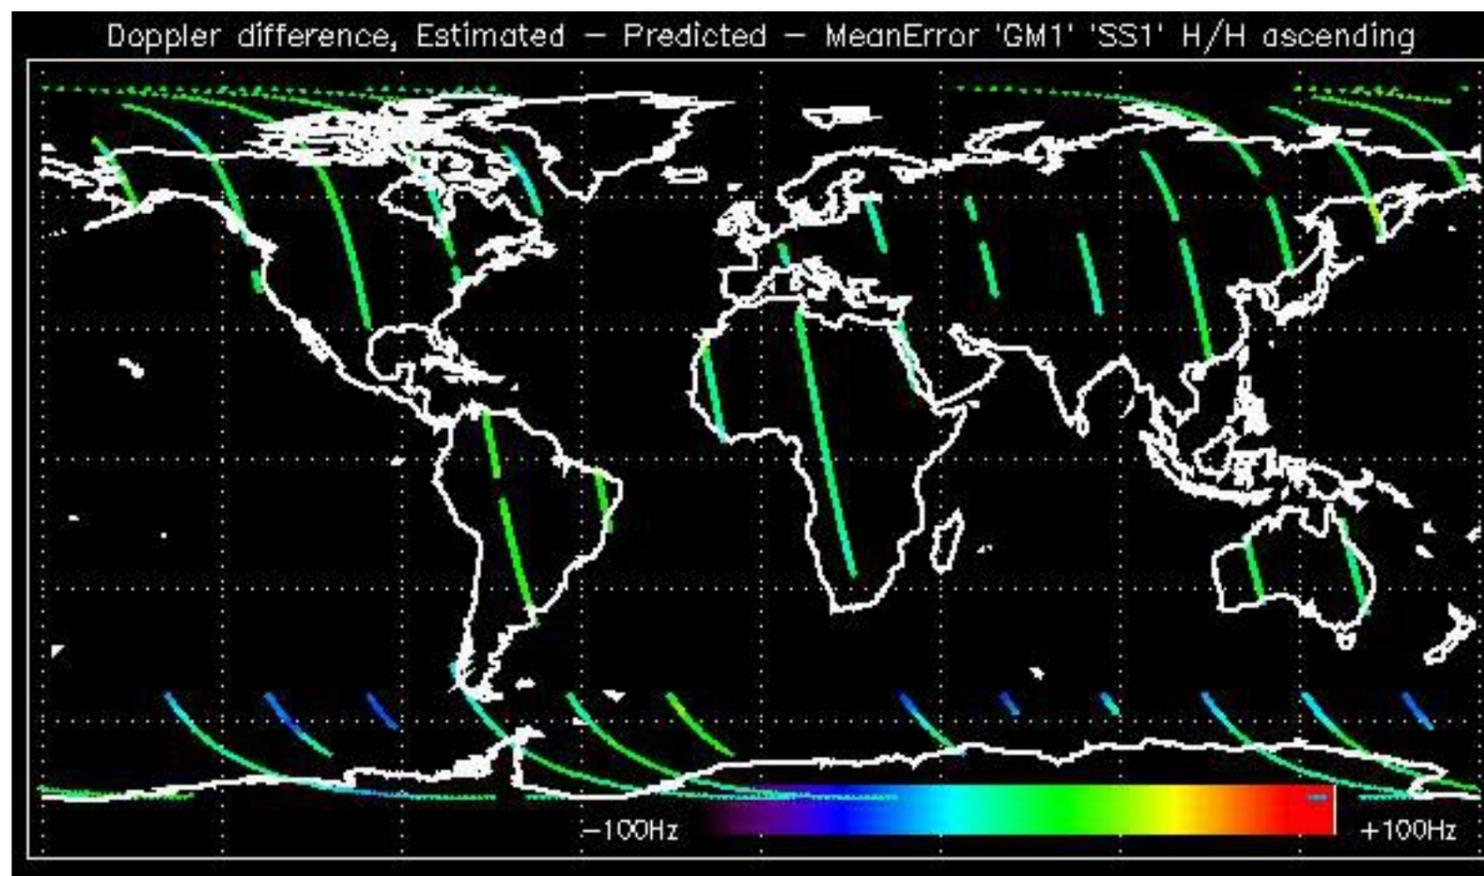 Doppler difference, Estimated – Predicted – MeanError 'GM1' 'SS1' H/H ascending
–100Hz +100Hz